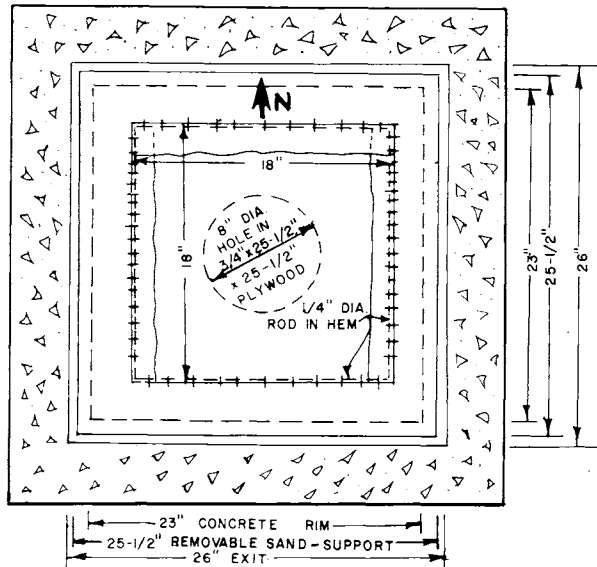 N
18"
18"
8" DIA.
HOLE IN
3/4" x 25-1/2"
x 25-1/2"
PLYWOOD
1/4" DIA.
ROD IN HEM
23"
25-1/2"
26"
23" CONCRETE RIM
25-1/2" REMOVABLE SAND-SUPPORT
26" EXIT